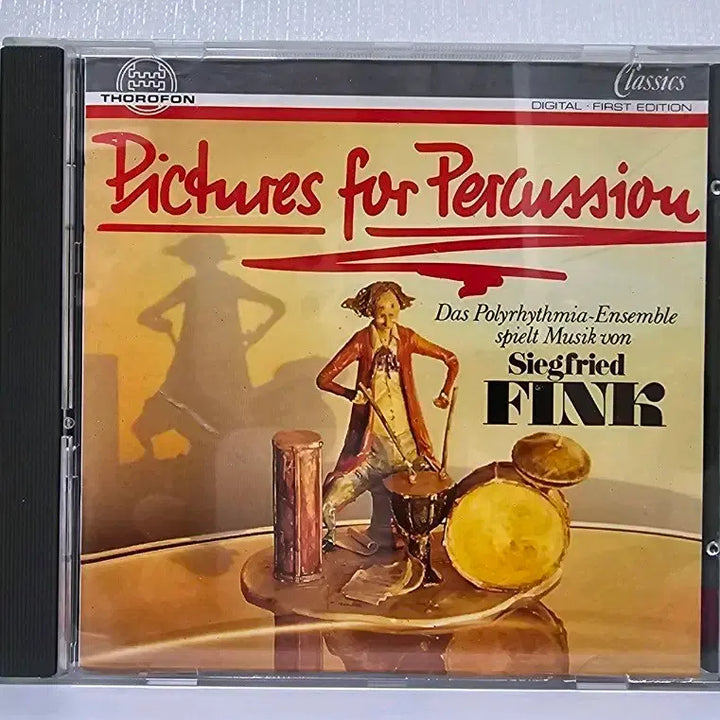 THOROFON
Classics
DIGITAL · FIRST EDITION
Pictures for Percussion
Das Polyrhythmia-Ensemble
spielt Musik von
Siegfried
FINK